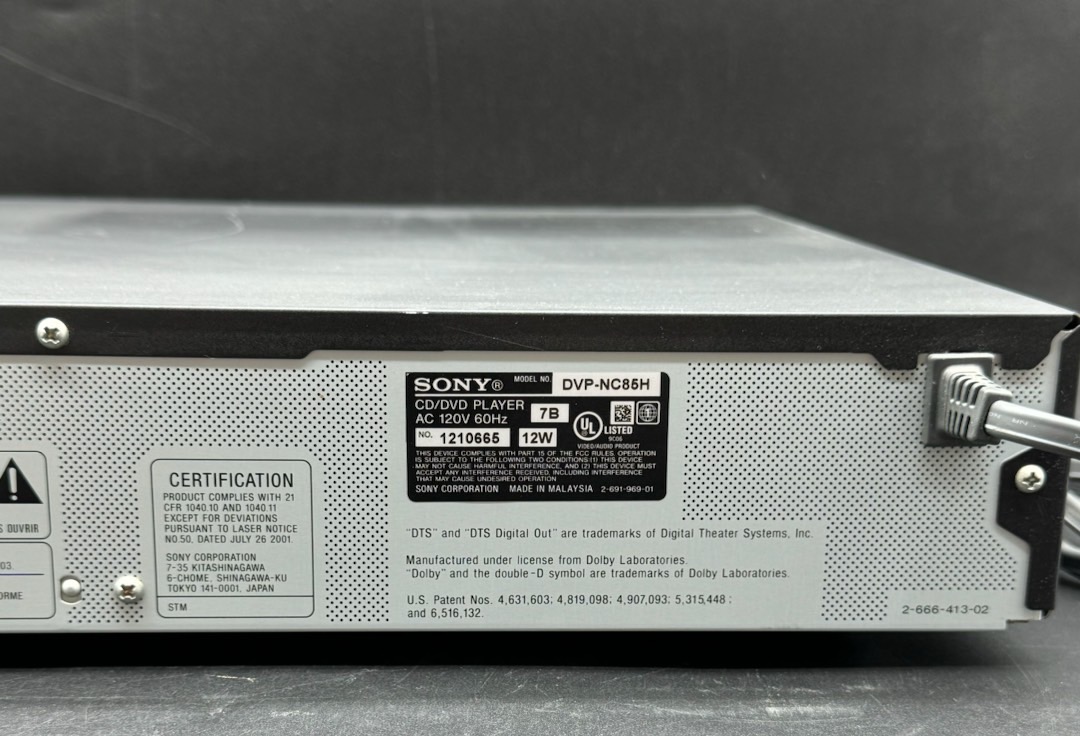 SONY® MODEL NO. DVP-NC85H
CD/DVD PLAYER
AC 120V 60Hz 7B
NO. 1210665 12W
UL LISTED
9C06
VIDEO/AUDIO PRODUCT
THIS DEVICE COMPLIES WITH PART 15 OF THE FCC RULES. OPERATION
IS SUBJECT TO THE FOLLOWING TWO CONDITIONS:(1) THIS DEVICE
MAY NOT CAUSE HARMFUL INTERFERENCE, AND (2) THIS DEVICE MUST
ACCEPT ANY INTERFERENCE RECEIVED, INCLUDING INTERFERENCE
THAT MAY CAUSE UNDESIRED OPERATION
SONY CORPORATION MADE IN MALAYSIA 2-691-969-01
S OUVRIR
03.
ORME
CERTIFICATION
PRODUCT COMPLIES WITH 21
CFR 1040.10 AND 1040.11
EXCEPT FOR DEVIATIONS
PURSUANT TO LASER NOTICE
NO.50, DATED JULY 26 2001.
SONY CORPORATION
7-35 KITASHINAGAWA
6-CHOME, SHINAGAWA-KU
TOKYO 141-0001, JAPAN
STM
"DTS" and "DTS Digital Out" are trademarks of Digital Theater Systems, Inc.
Manufactured under license from Dolby Laboratories.
"Dolby" and the double-D symbol are trademarks of Dolby Laboratories.
U.S. Patent Nos. 4,631,603; 4,819,098; 4,907,093; 5,315,448 ;
and 6,516,132.
2-666-413-02